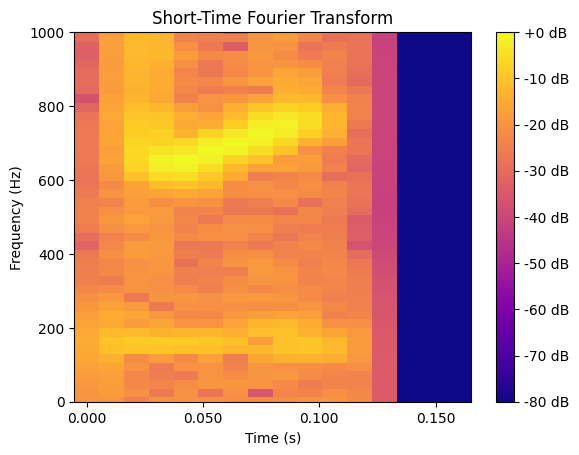 Short-Time Fourier Transform
1000
800
600
400
200
0
Frequency (Hz)
0.000
0.050
0.100
0.150
Time (s)
+0 dB
-10 dB
-20 dB
-30 dB
-40 dB
-50 dB
-60 dB
-70 dB
-80 dB